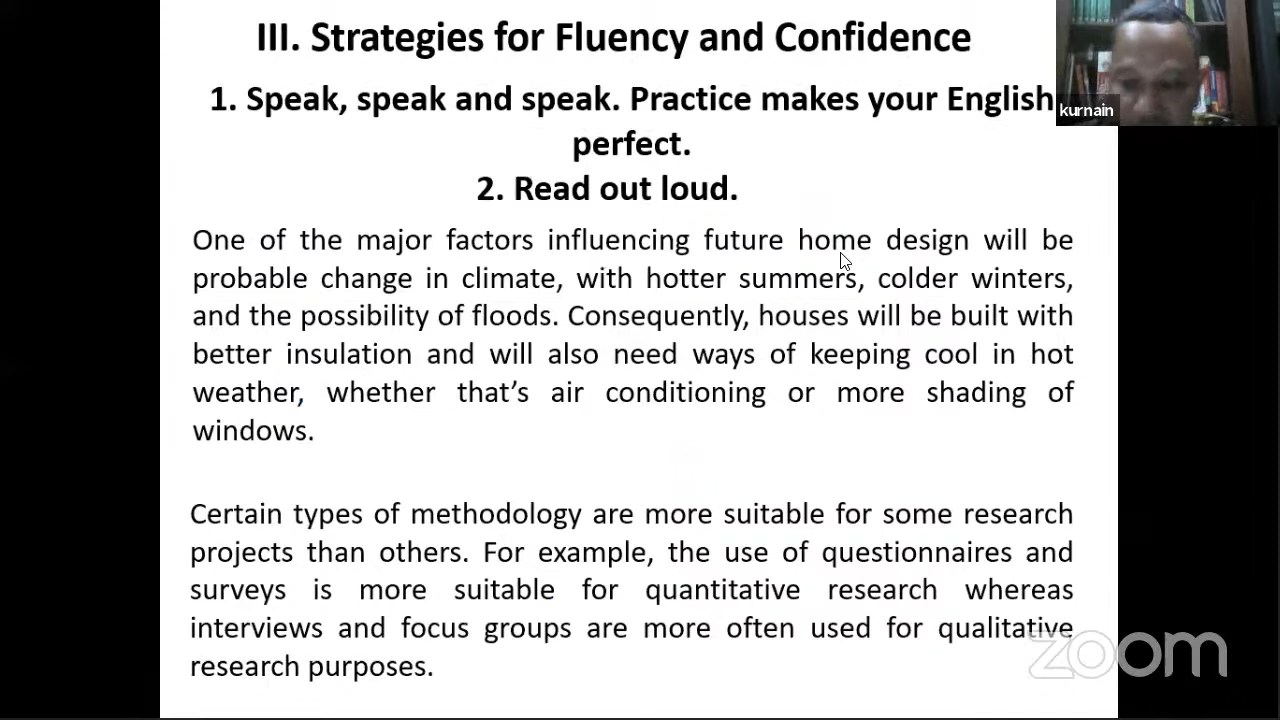 III. Strategies for Fluency and Confidence
1. Speak, speak and speak. Practice makes your English
perfect.
2. Read out loud.
One of the major factors influencing future home design will be
probable change in climate, with hotter summers, colder winters,
and the possibility of floods. Consequently, houses will be built with
better insulation and will also need ways of keeping cool in hot
weather, whether that’s air conditioning or more shading of
windows.
Certain types of methodology are more suitable for some research
projects than others. For example, the use of questionnaires and
surveys is more suitable for quantitative research whereas
interviews and focus groups are more often used for qualitative
research purposes.
kurnain
zoom